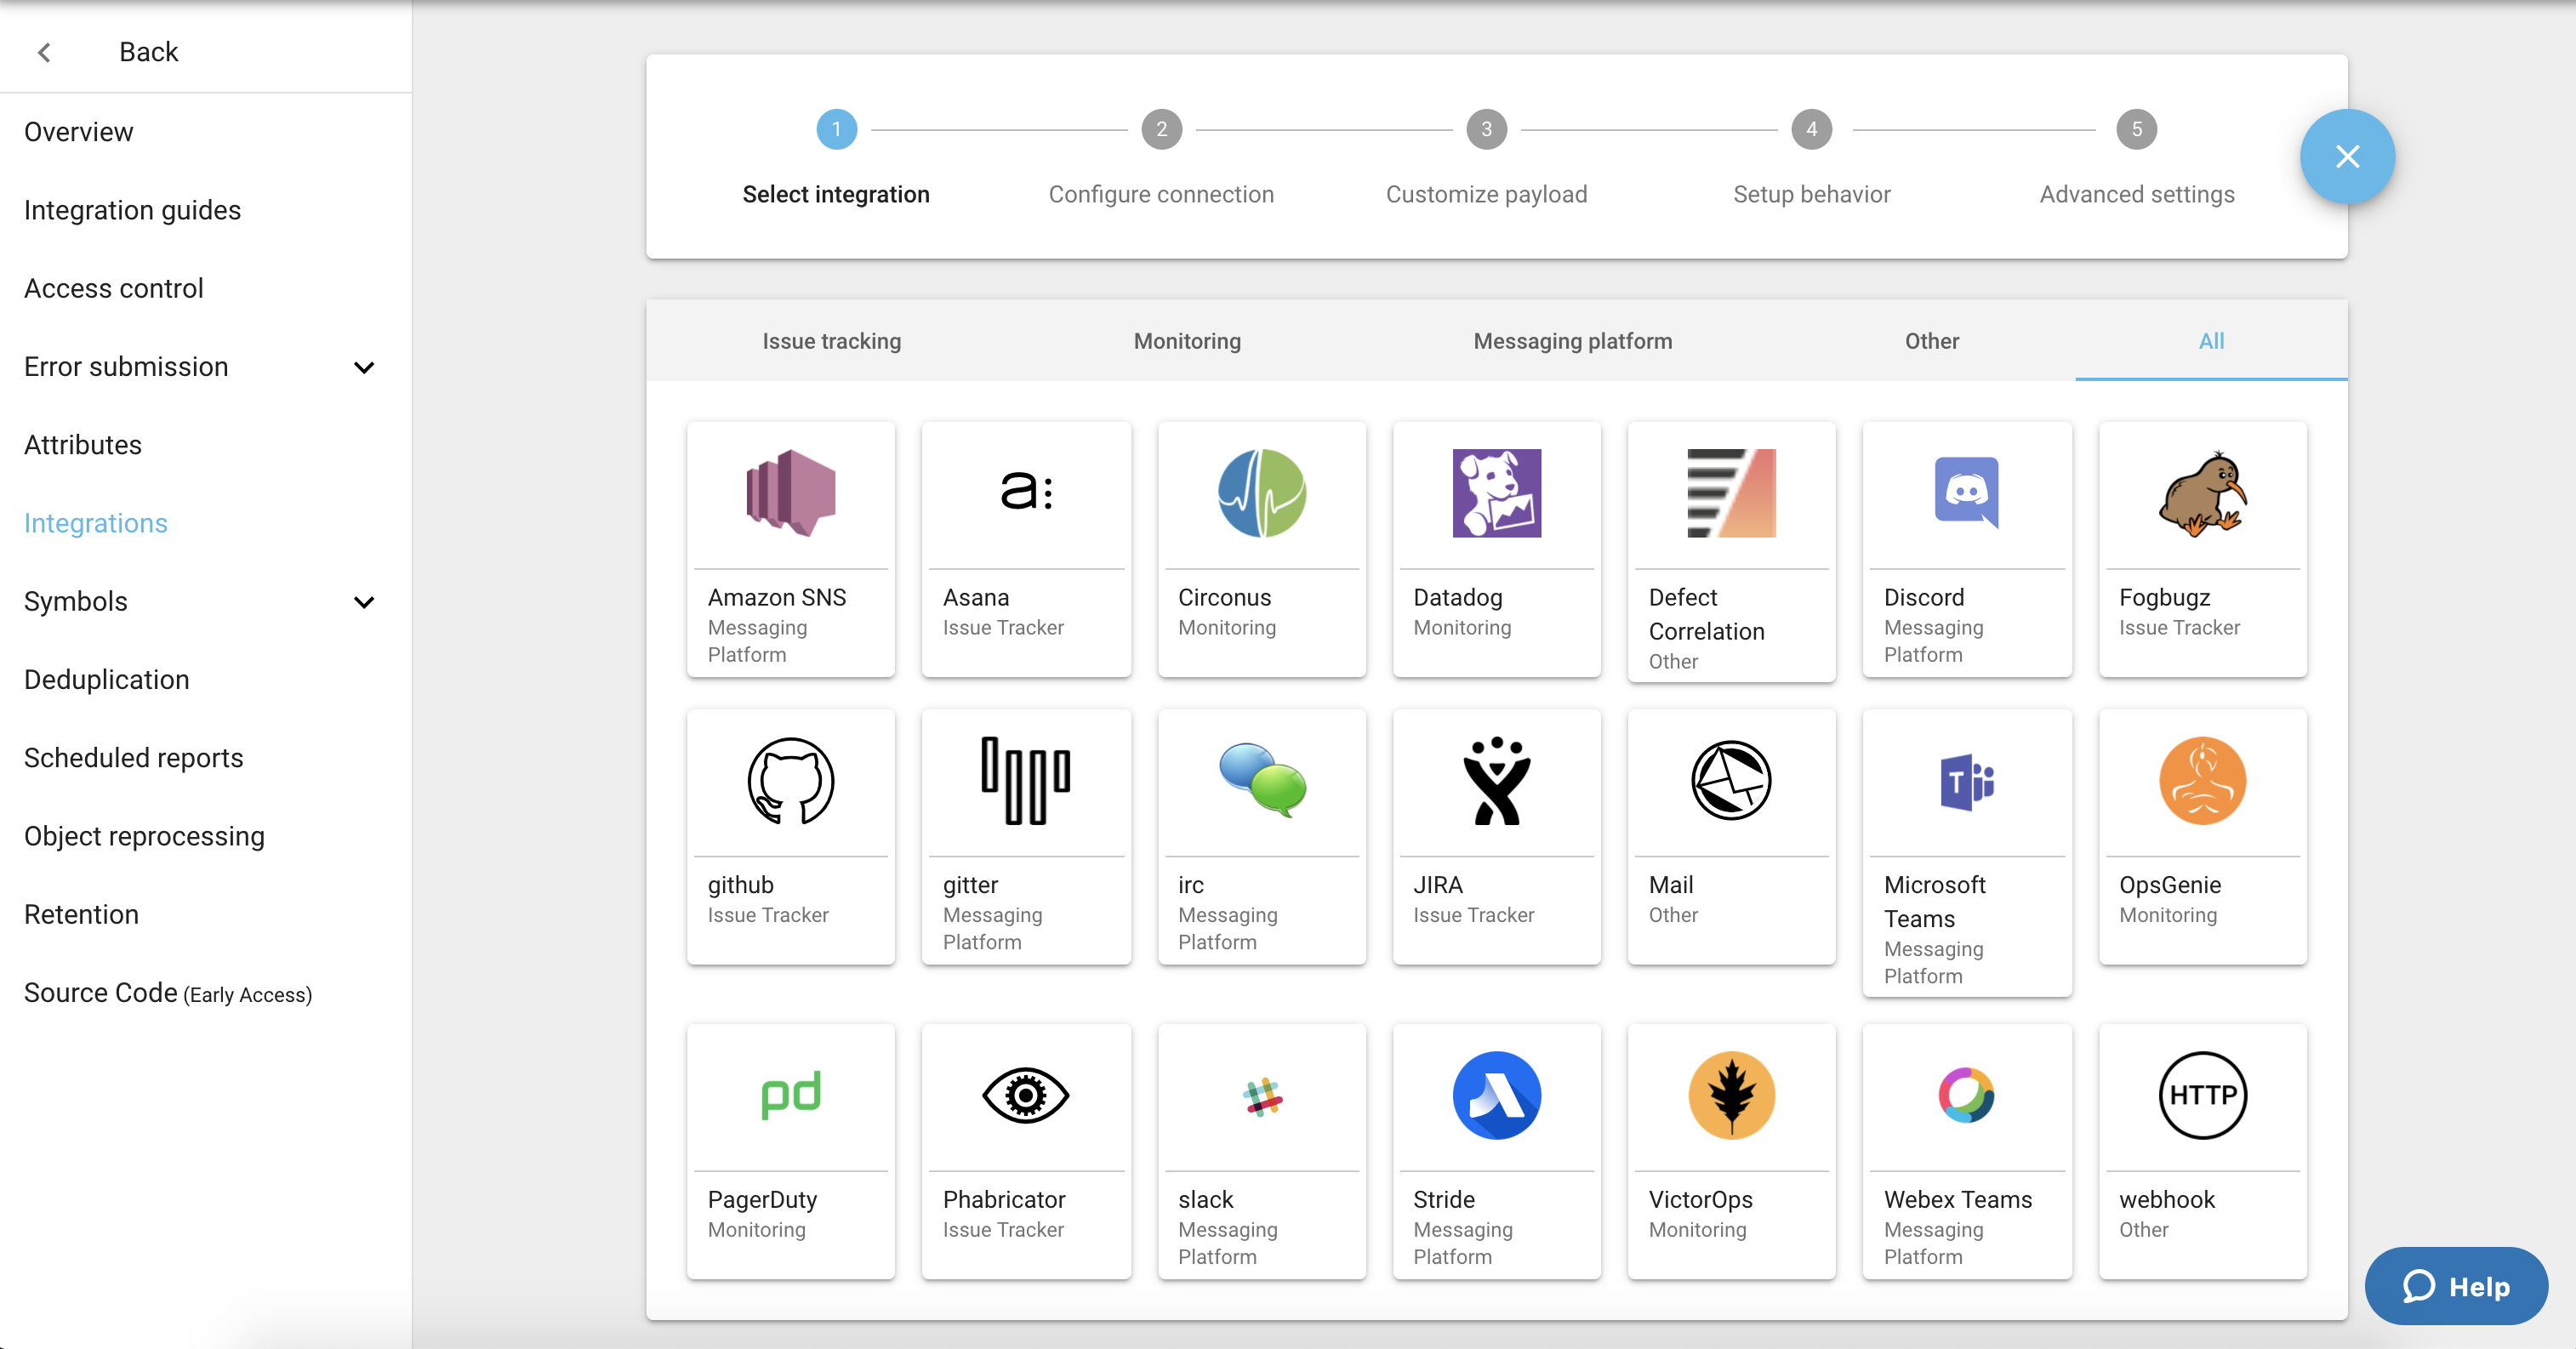 Back
Overview
Integration guides
Access control
Error submission
Attributes
Integrations
Symbols
Deduplication
Scheduled reports
Object reprocessing
Retention
Source Code (Early Access)
1
2
3
4
5
Select integration
Configure connection
Customize payload
Setup behavior
Advanced settings
Issue tracking
Monitoring
Messaging platform
Other
All
a:
Amazon SNS
Messaging
Platform
Asana
Issue Tracker
Circonus
Monitoring
Datadog
Monitoring
Defect
Correlation
Other
Discord
Messaging
Platform
Fogbugz
Issue Tracker
github
Issue Tracker
gitter
Messaging
Platform
irc
Messaging
Platform
JIRA
Issue Tracker
Mail
Other
T
Microsoft
Teams
Messaging
Platform
OpsGenie
Monitoring
pd
PagerDuty
Monitoring
Phabricator
Issue Tracker
slack
Messaging
Platform
Stride
Messaging
Platform
VictorOps
Monitoring
Webex Teams
Messaging
Platform
HTTP
webhook
Other
Help